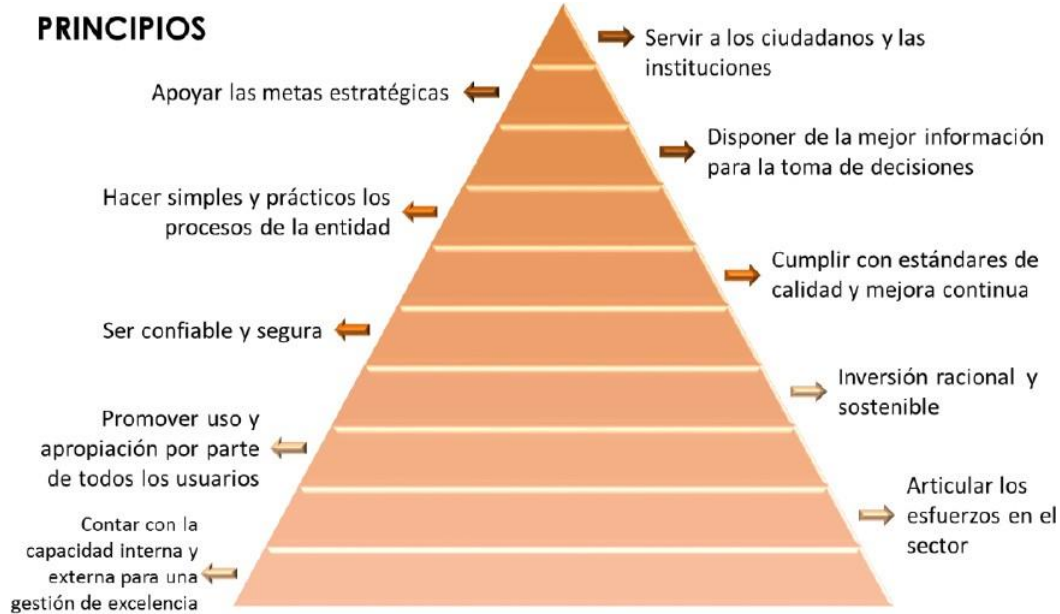 PRINCIPIOS
Servir a los ciudadanos y las
instituciones
Apoyar las metas estratégicas
Disponer de la mejor información
para la toma de decisiones
Hacer simples y prácticos los
procesos de la entidad
Cumplir con estándares de
calidad y mejora continua
Ser confiable y segura
Inversión racional y
sostenible
Promover uso y
apropiación por parte
de todos los usuarios
Articular los
esfuerzos en el
sector
Contar con la
capacidad interna y
externa para una
gestión de excelencia